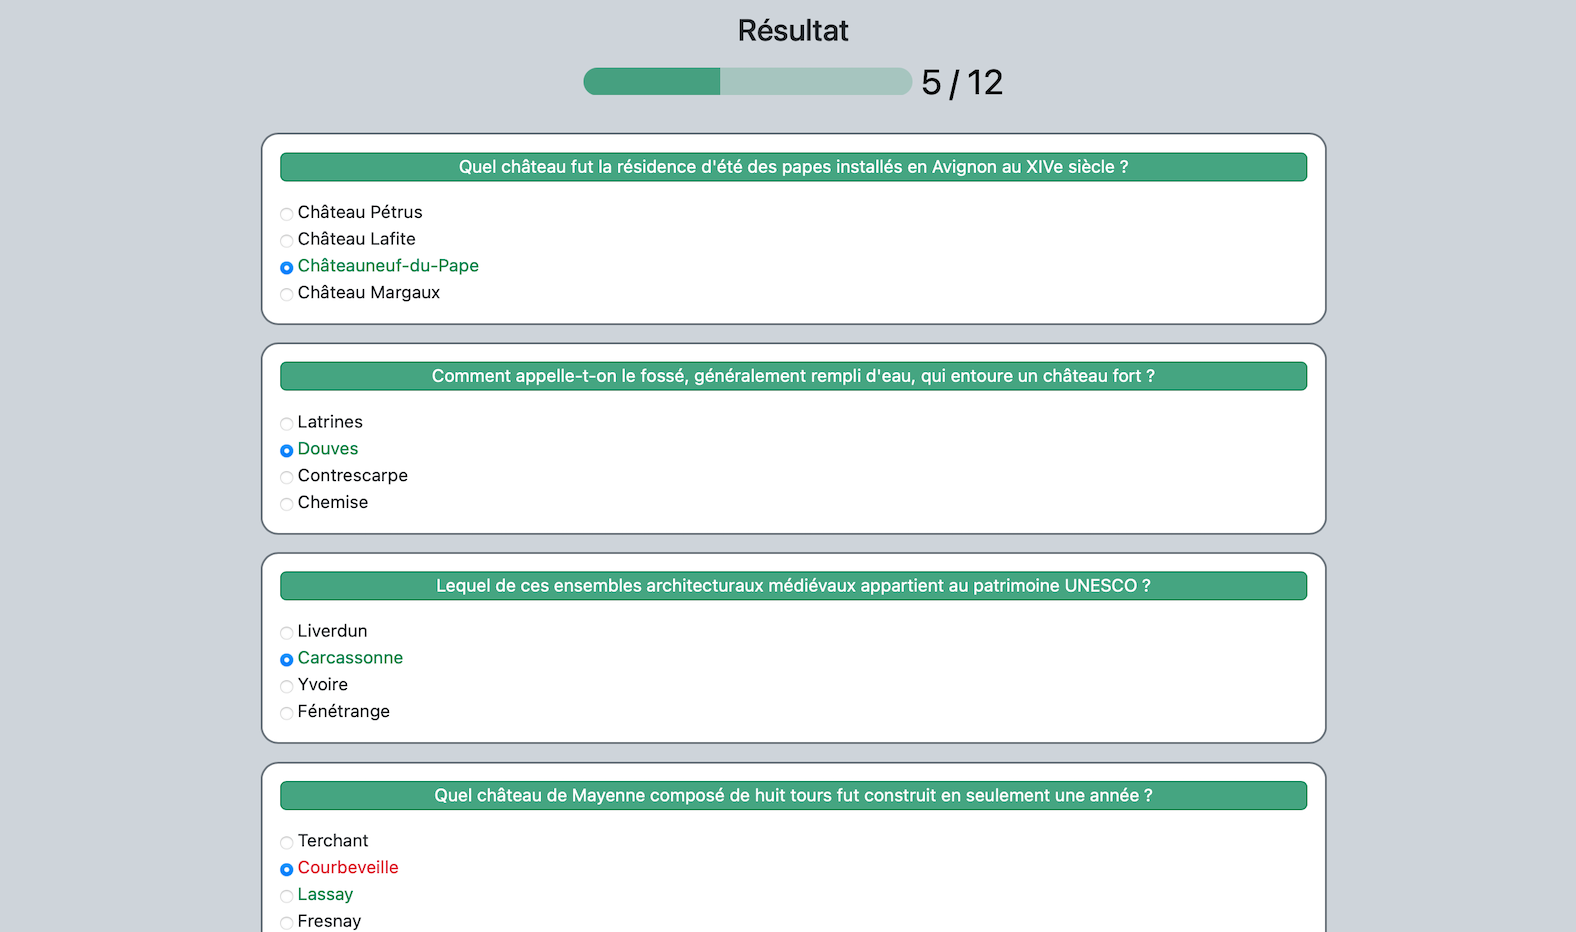 Résultat
5 / 12
Quel château fut la résidence d'été des papes installés en Avignon au XIVe siècle ?
Château Pétrus
Château Lafite
Châteauneuf-du-Pape
Château Margaux
Comment appelle-t-on le fossé, généralement rempli d'eau, qui entoure un château fort ?
Latrines
Douves
Contrescarpe
Chemise
Lequel de ces ensembles architecturaux médiévaux appartient au patrimoine UNESCO ?
Liverdun
Carcassonne
Yvoire
Fénétrange
Quel château de Mayenne composé de huit tours fut construit en seulement une année ?
Terchant
Courbeveille
Lassay
Fresnay